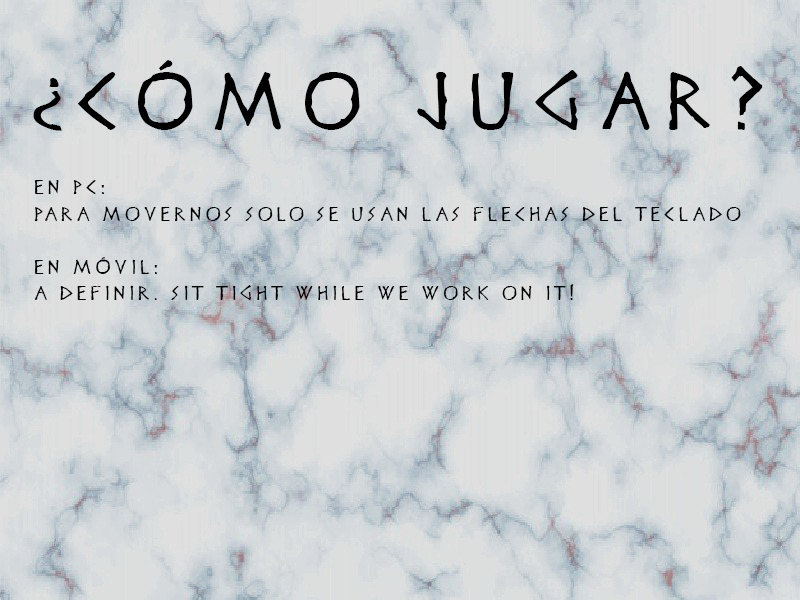 ¿CÓMO JUGAR?
EN PC:
PARA MOVERNOS SOLO SE USAN LAS FLECHAS DEL TECLADO
EN MÓVIL:
A DEFINIR. SIT TIGHT WHILE WE WORK ON IT!